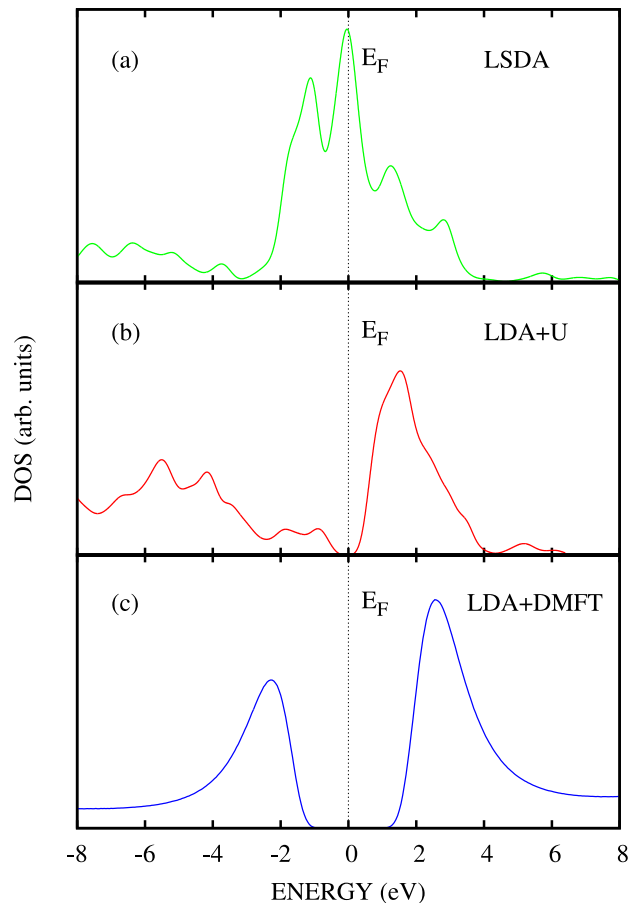 (a) E_F LSDA
(b) E_F LDA+U
(c) E_F LDA+DMFT
DOS (arb. units)
-8 -6 -4 -2 0 2 4 6 8
ENERGY (eV)